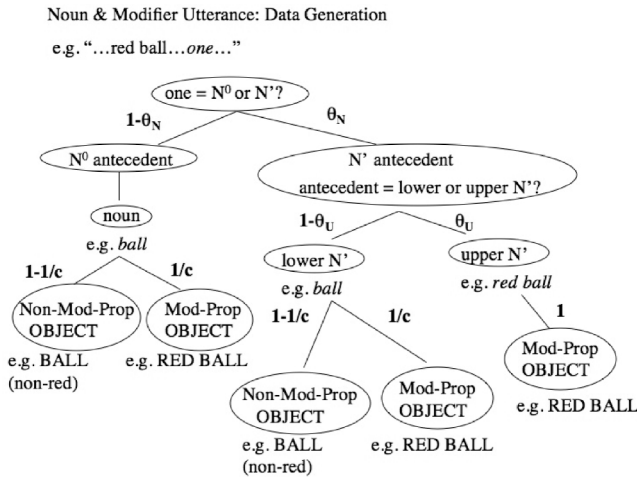 Noun & Modifier Utterance: Data Generation
e.g. “…red ball…one…”
one = N⁰ or N’?
1-θN
θN
N⁰ antecedent
N’ antecedent
antecedent = lower or upper N’?
noun
e.g. ball
1-θU
θU
lower N’
e.g. ball
upper N’
e.g. red ball
1-1/c
1/c
Non-Mod-Prop
OBJECT
e.g. BALL
(non-red)
Mod-Prop
OBJECT
e.g. RED BALL
1-1/c
1/c
1
Non-Mod-Prop
OBJECT
e.g. BALL
(non-red)
Mod-Prop
OBJECT
e.g. RED BALL
Mod-Prop
OBJECT
e.g. RED BALL